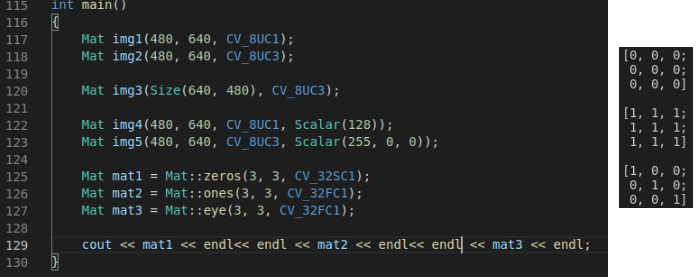 115 int main()
116 {
117 Mat img1(480, 640, CV_8UC1);
118 Mat img2(480, 640, CV_8UC3);
119
120 Mat img3(Size(640, 480), CV_8UC3);
121
122 Mat img4(480, 640, CV_8UC1, Scalar(128));
123 Mat img5(480, 640, CV_8UC3, Scalar(255, 0, 0));
124
125 Mat mat1 = Mat::zeros(3, 3, CV_32SC1);
126 Mat mat2 = Mat::ones(3, 3, CV_32FC1);
127 Mat mat3 = Mat::eye(3, 3, CV_32FC1);
128
129 cout << mat1 << endl<< endl << mat2 << endl<< endl << mat3 << endl;
130 }
[0, 0, 0;
0, 0, 0;
0, 0, 0]
[1, 1, 1;
1, 1, 1;
1, 1, 1]
[1, 0, 0;
0, 1, 0;
0, 0, 1]